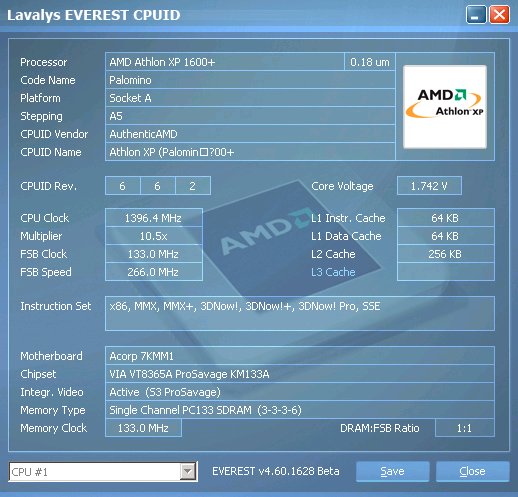 Lavalys EVEREST CPUID
Processor AMD Athlon XP 1600+ 0.18 um
Code Name Palomino
Platform Socket A
Stepping A5
CPUID Vendor AuthenticAMD
CPUID Name Athlon XP (Palomin□?00+
AMD
Athlon XP
CPUID Rev. 6 6 2 Core Voltage 1.742 V
CPU Clock 1396.4 MHz L1 Instr. Cache 64 KB
Multiplier 10.5x L1 Data Cache 64 KB
FSB Clock 133.0 MHz L2 Cache 256 KB
FSB Speed 266.0 MHz L3 Cache
AMD
Instruction Set x86, MMX, MMX+, 3DNow!, 3DNow!+, 3DNow! Pro, SSE
Motherboard Acorp 7KMM1
Chipset VIA VT8365A ProSavage KM133A
Integr. Video Active (S3 ProSavage)
Memory Type Single Channel PC133 SDRAM (3-3-3-6)
Memory Clock 133.0 MHz DRAM:FSB Ratio 1:1
CPU #1 EVEREST v4.60.1628 Beta Save Close